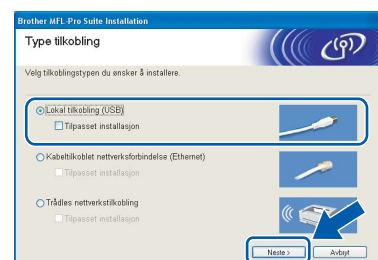 Brother MFL-Pro Suite Installation
Type tilkobling
Velg tilkoblingstypen du ønsker å installere.
Lokal tilkobling (USB)
Tilpasset installasjon
Kabeltilkoblet nettverksforbindelse (Ethernet)
Tilpasset installasjon
Trådløs nettverkstilkobling
Tilpasset installasjon
Neste >
Avbryt